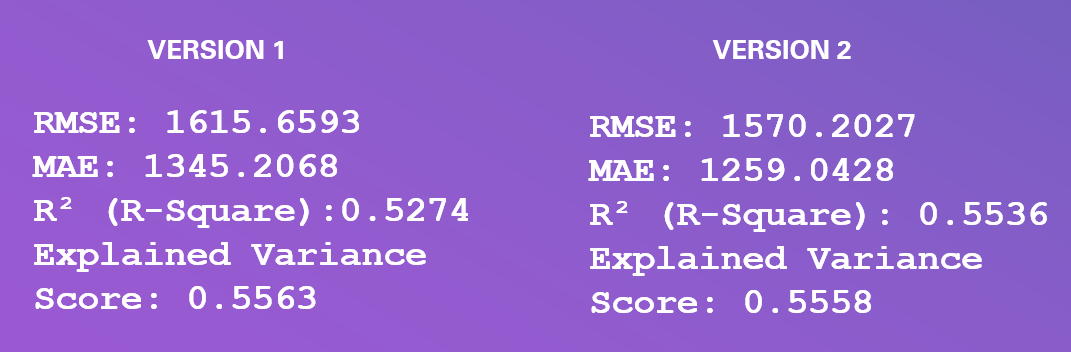 VERSION 1
RMSE: 1615.6593
MAE: 1345.2068
R² (R-Square):0.5274
Explained Variance
Score: 0.5563
VERSION 2
RMSE: 1570.2027
MAE: 1259.0428
R² (R-Square): 0.5536
Explained Variance
Score: 0.5558